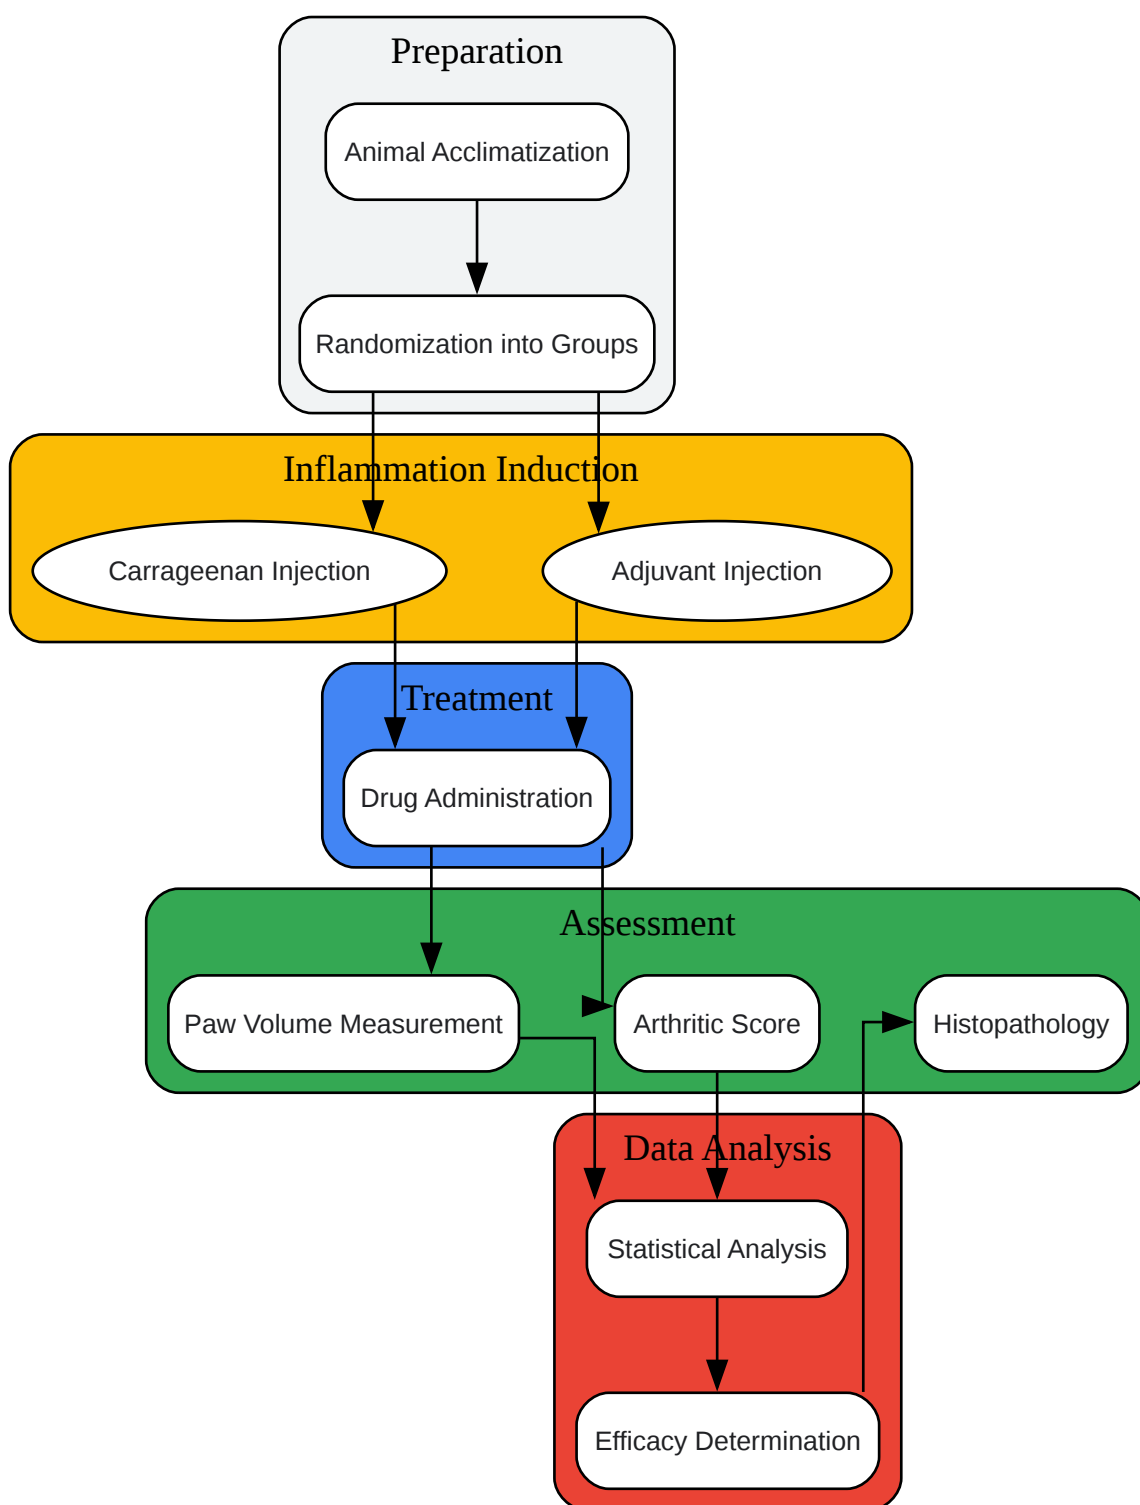 Preparation
Animal Acclimatization
Randomization into Groups
Inflammation Induction
Carrageenan Injection
Adjuvant Injection
Treatment
Drug Administration
Assessment
Paw Volume Measurement
Arthritic Score
Histopathology
Data Analysis
Statistical Analysis
Efficacy Determination